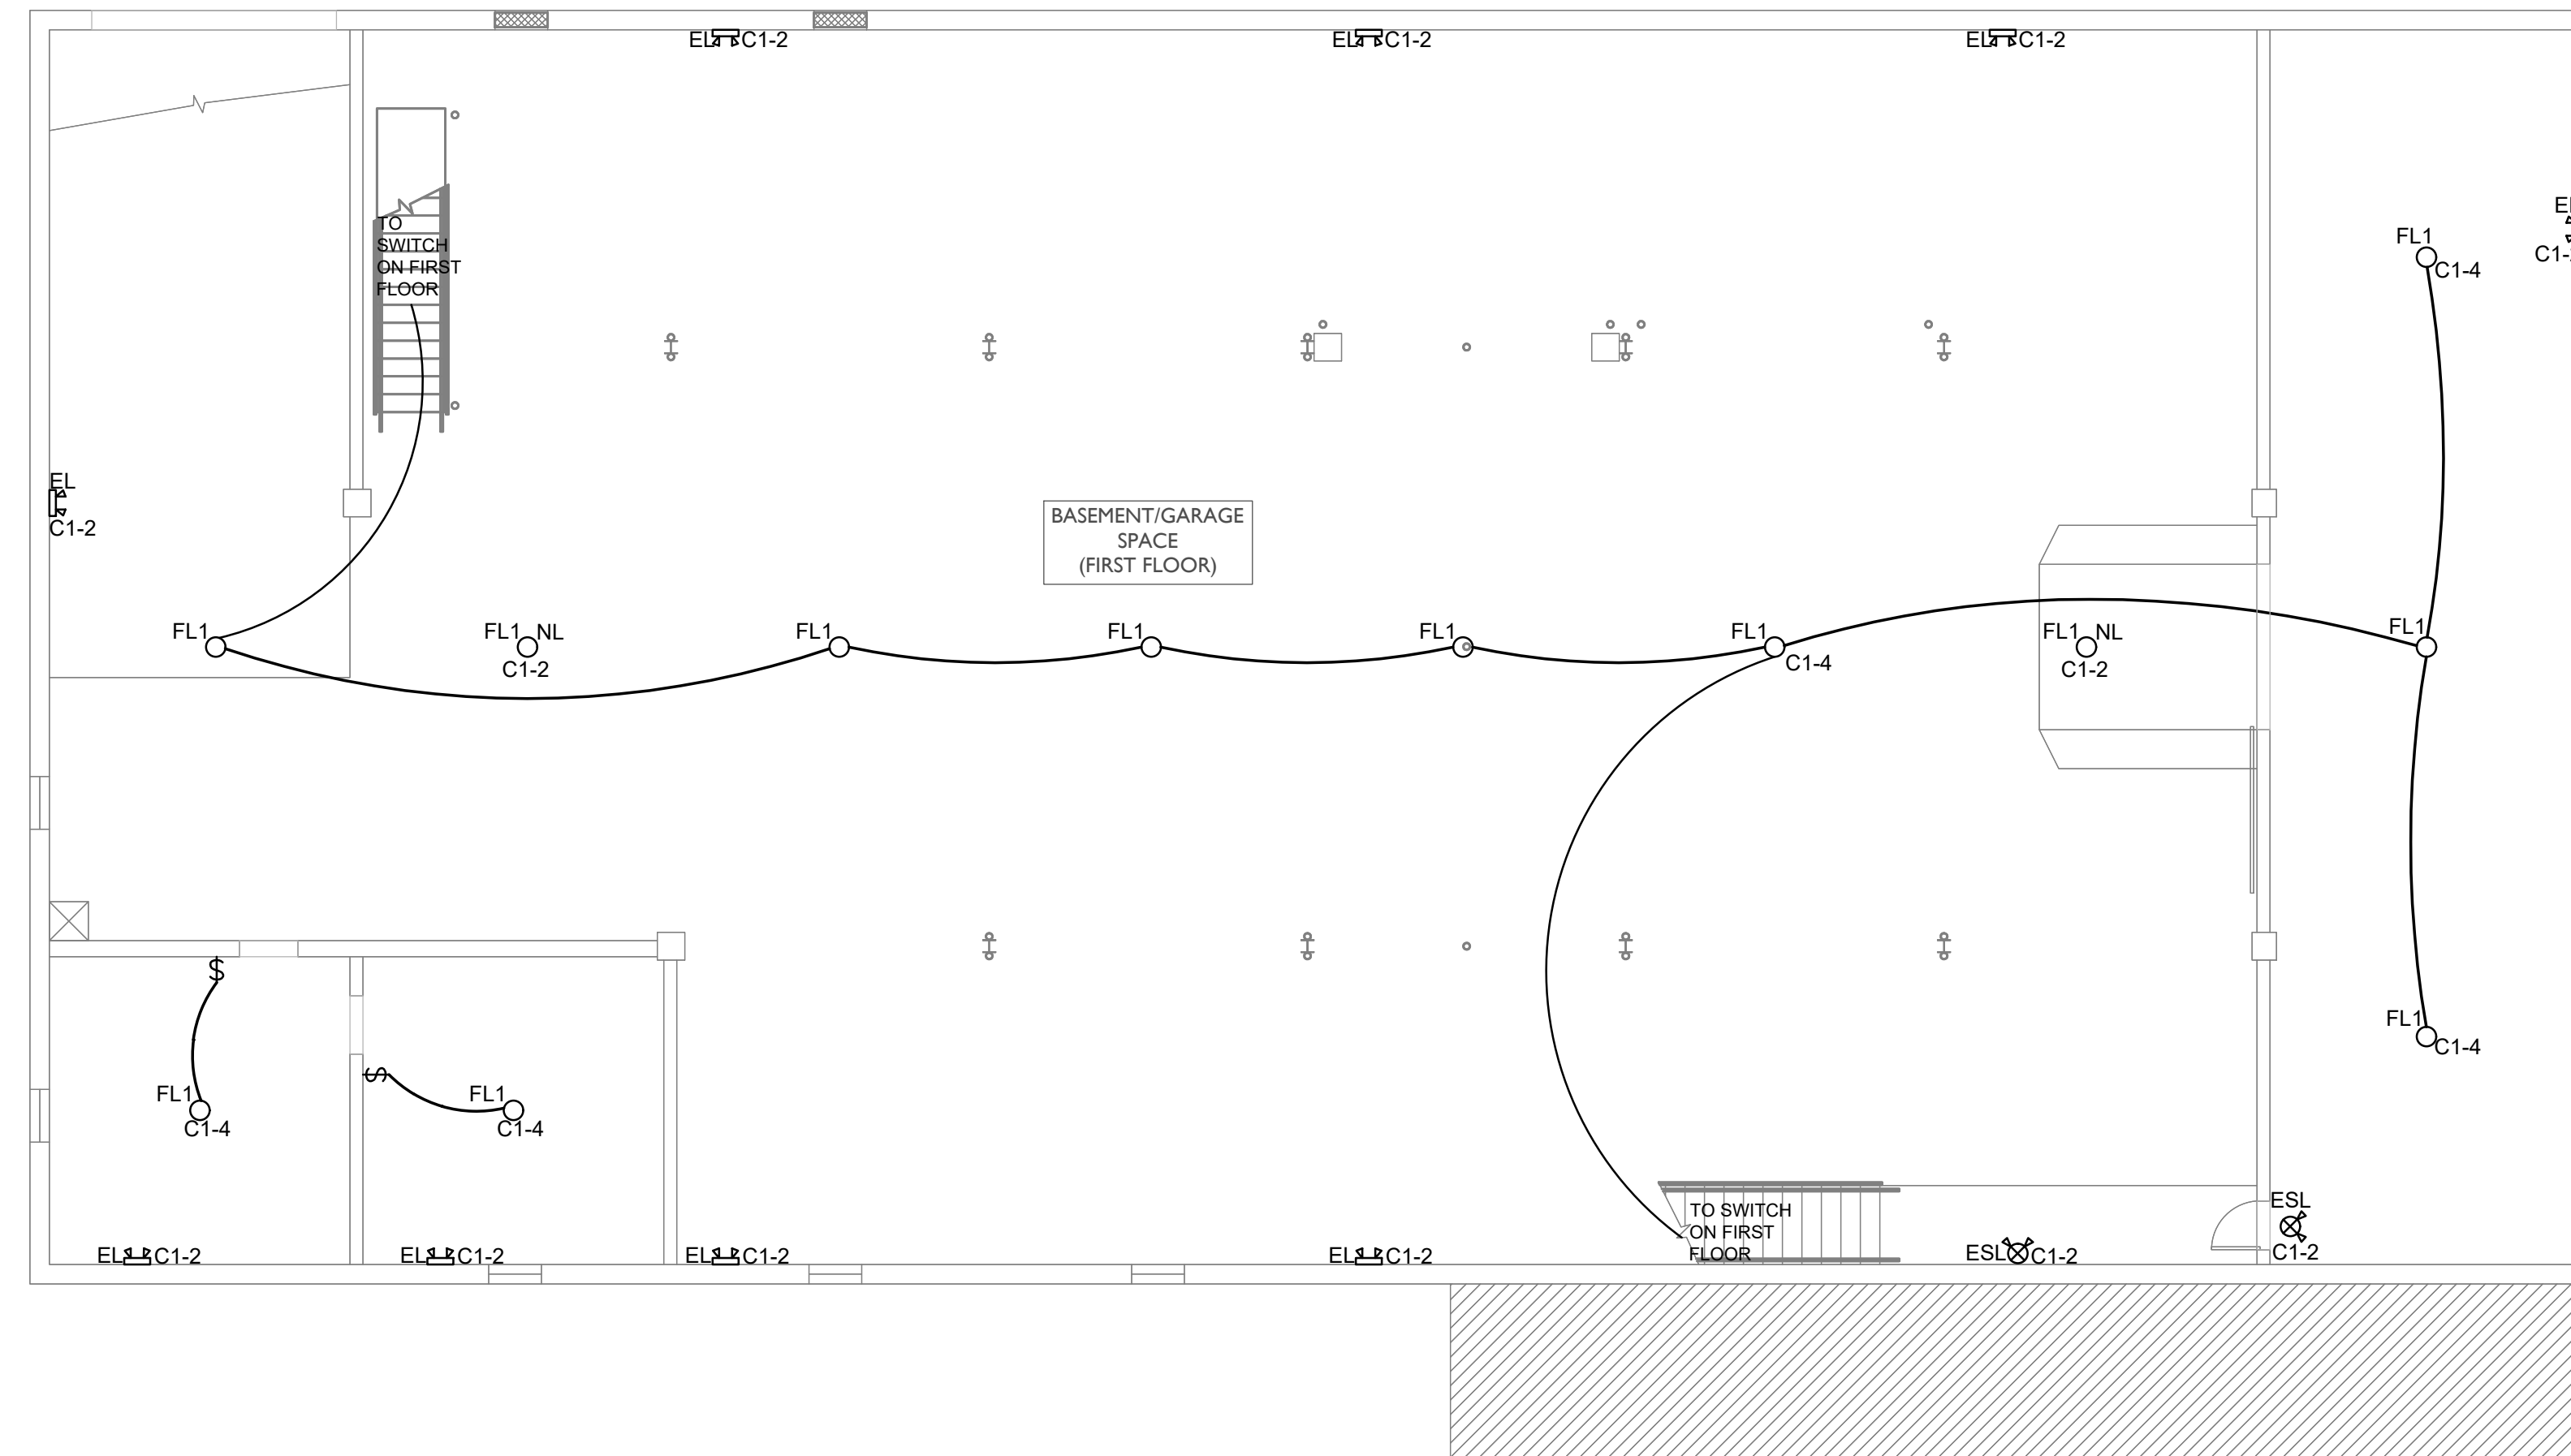 EL C1-2
EL C1-2
EL C1-2
TO
SWITCH
ON FIRST
FLOOR
FL1
C1-4
EL
C1-2
BASEMENT/GARAGE
SPACE
(FIRST FLOOR)
FL1
FL1 NL
C1-2
FL1
FL1
FL1
FL1
C1-4
FL1 NL
C1-2
FL1
$
$
FL1
C1-4
FL1
C1-4
FL1
C1-4
TO SWITCH
ON FIRST
FLOOR
ESL
C1-2
EL C1-2
EL C1-2
EL C1-2
EL C1-2
ESL C1-2